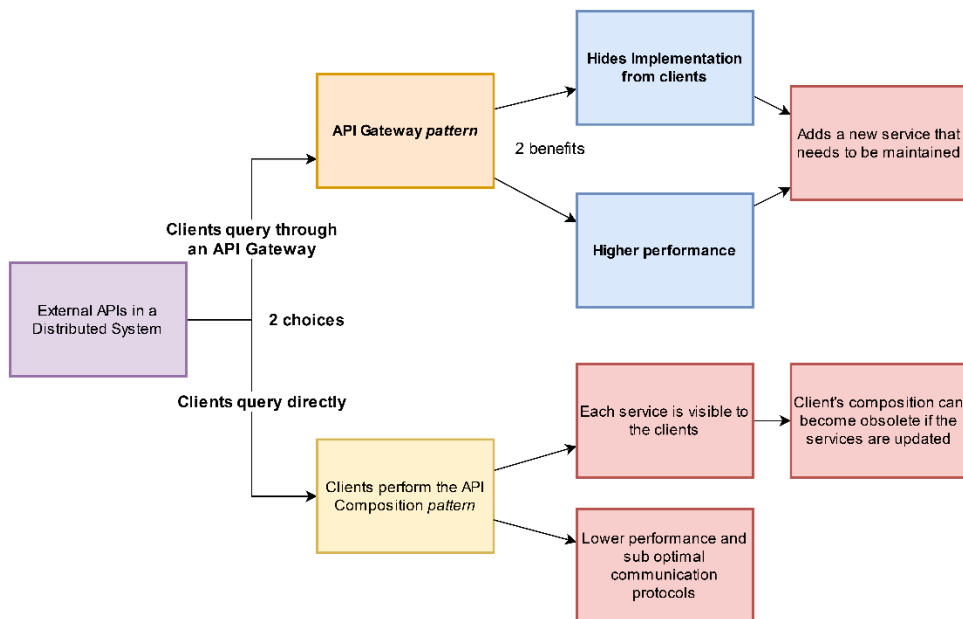 Hides Implementation
from clients
API Gateway pattern
2 benefits
Adds a new service that
needs to be maintained
Clients query through
an API Gateway
Higher performance
External APIs in a
Distributed System
2 choices
Clients query directly
Each service is visible to
the clients
Client's composition can
become obsolete if the
services are updated
Clients perform the API
Composition pattern
Lower performance and
sub optimal
communication
protocols